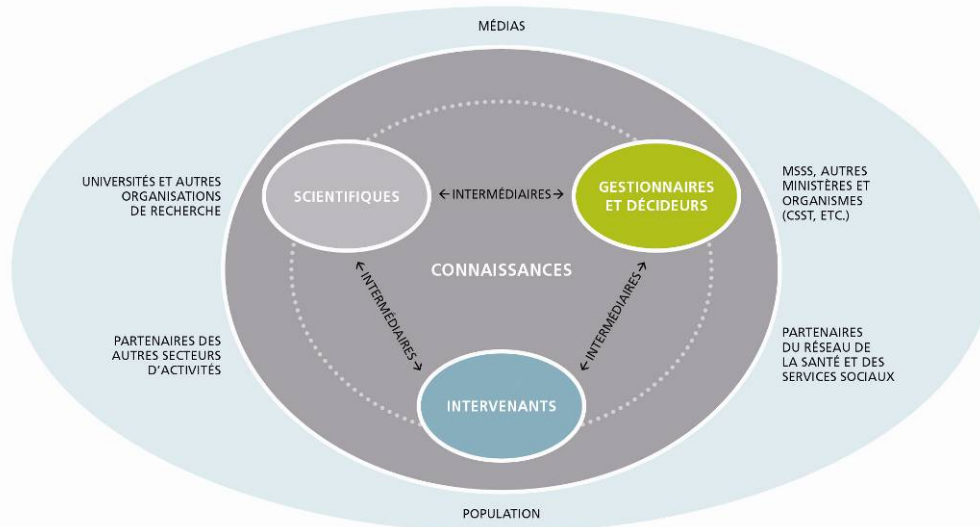 MÉDIAS
UNIVERSITÉS ET AUTRES
ORGANISATIONS
DE RECHERCHE
SCIENTIFIQUES
←INTERMÉDIAIRES→
GESTIONNAIRES
ET DÉCIDEURS
MSSS, AUTRES
MINISTÈRES ET
ORGANISMES
(CSST, ETC.)
CONNAISSANCES
←INTERMÉDIAIRES→
←INTERMÉDIAIRES→
PARTENAIRES DES
AUTRES SECTEURS
D’ACTIVITÉS
PARTENAIRES
DU RÉSEAU DE
LA SANTÉ ET DES
SERVICES SOCIAUX
INTERVENANTS
POPULATION